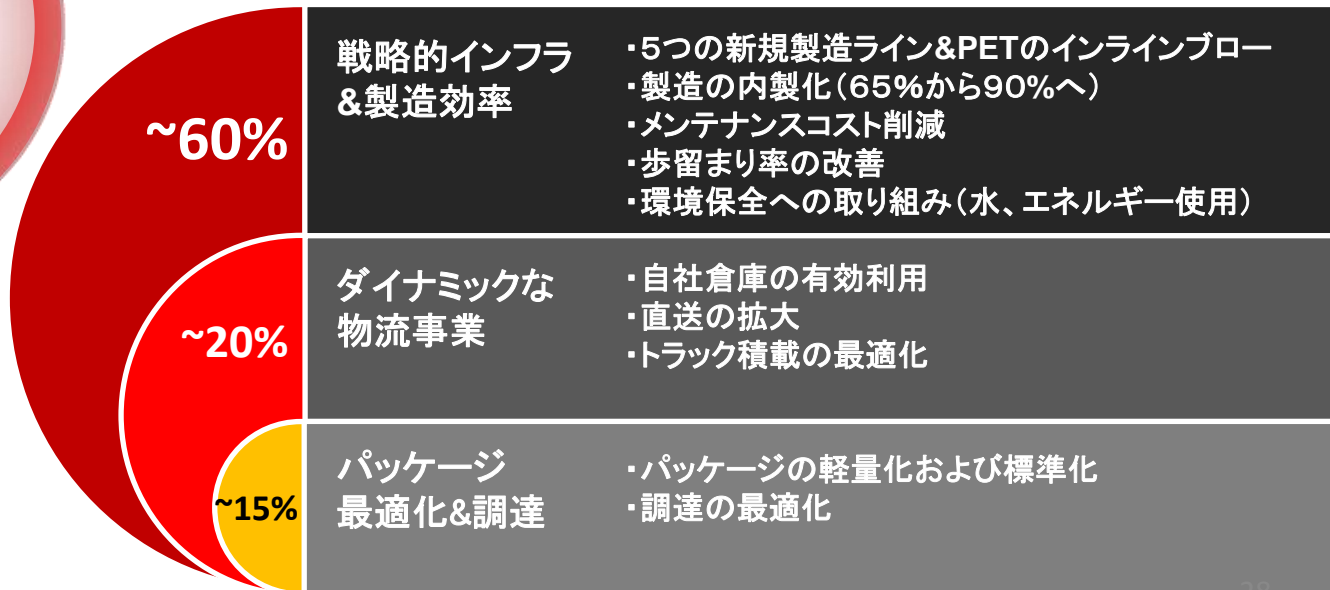 ~60%
戦略的インフラ
&製造効率
・5つの新規製造ライン&PETのインラインブロー
・製造の内製化(65%から90%へ)
・メンテナンスコスト削減
・歩留まり率の改善
・環境保全への取り組み(水、エネルギー使用)
~20%
ダイナミックな
物流事業
・自社倉庫の有効利用
・直送の拡大
・トラック積載の最適化
~15%
パッケージ
最適化&調達
・パッケージの軽量化および標準化
・調達の最適化